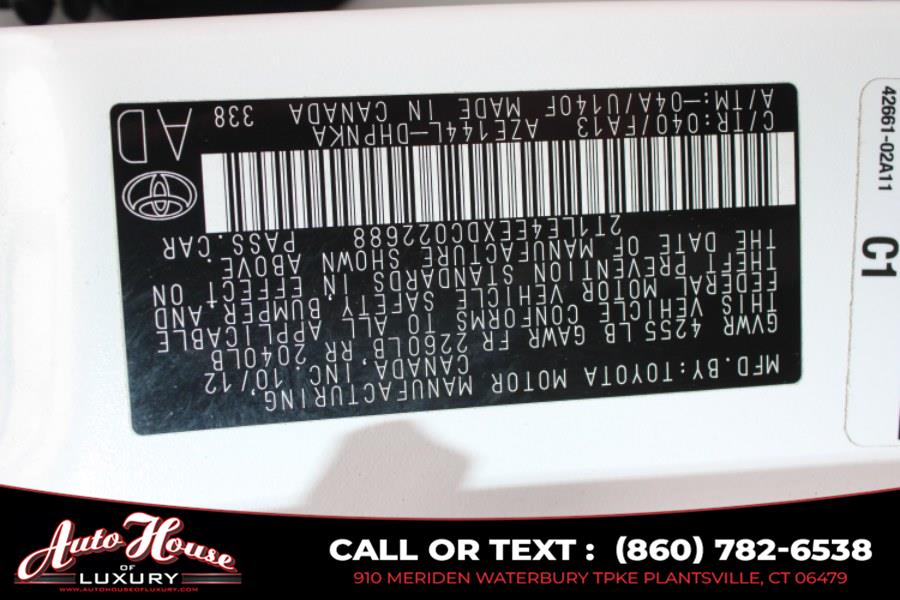 MFD. BY: TOYOTA MOTOR MANUFACTURING,
CANADA, INC. 10/12
GVWR 4255 LB GAWR FR 2260LB, RR 2040LB
THIS VEHICLE CONFORMS TO ALL APPLICABLE
FEDERAL MOTOR VEHICLE SAFETY, BUMPER, AND
THEFT PREVENTION STANDARDS IN EFFECT ON
THE DATE OF MANUFACTURE SHOWN ABOVE.
2T1LE4EEXDC022688 PASS. CAR
C/TR:040/FA13 AZE144L-DHPNKA
A/TM:-04A/U140F MADE IN CANADA 338
AD
42661-02A11
C1
Auto House
OF
LUXURY
WWW.AUTOHOUSEOFLUXURY.COM
CALL OR TEXT : (860) 782-6538
910 MERIDEN WATERBURY TPKE PLANTSVILLE, CT 06479